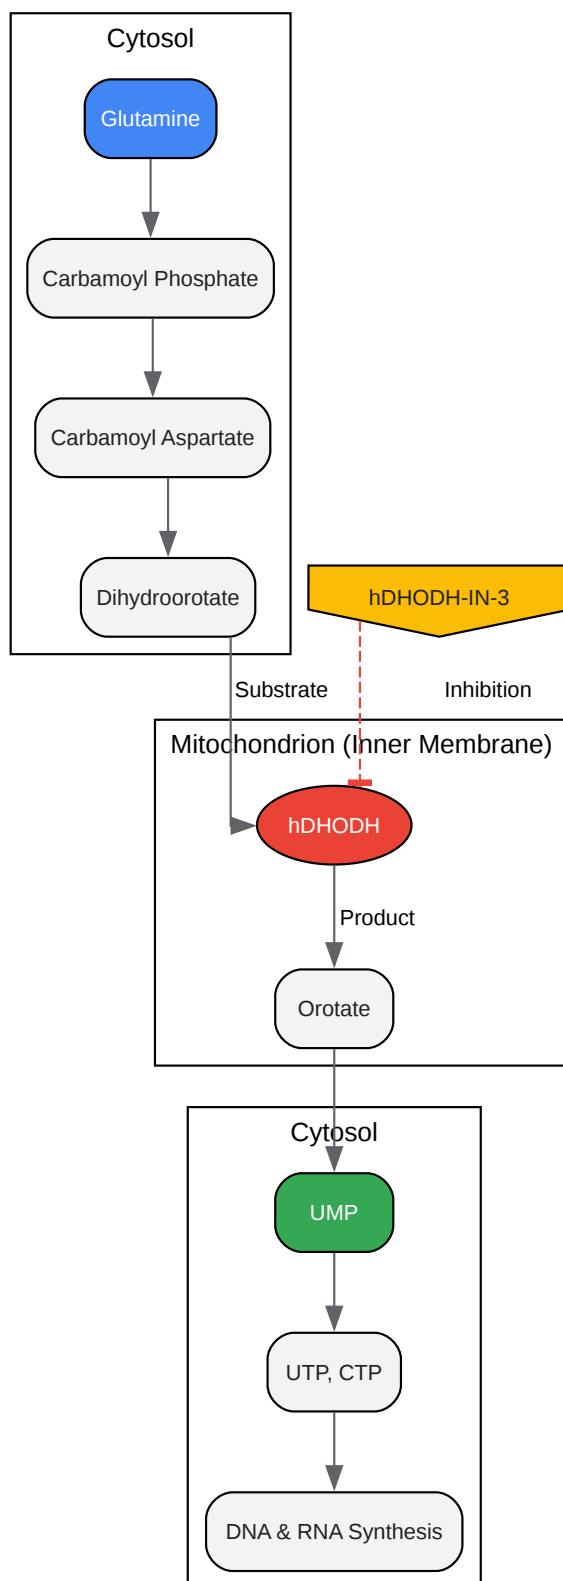 Cytosol
Glutamine
Carbamoyl Phosphate
Carbamoyl Aspartate
Dihydroorotate
hDHODH-IN-3
Substrate
Inhibition
Mitochondrion (Inner Membrane)
hDHODH
Product
Orotate
Cytosol
UMP
UTP, CTP
DNA & RNA Synthesis